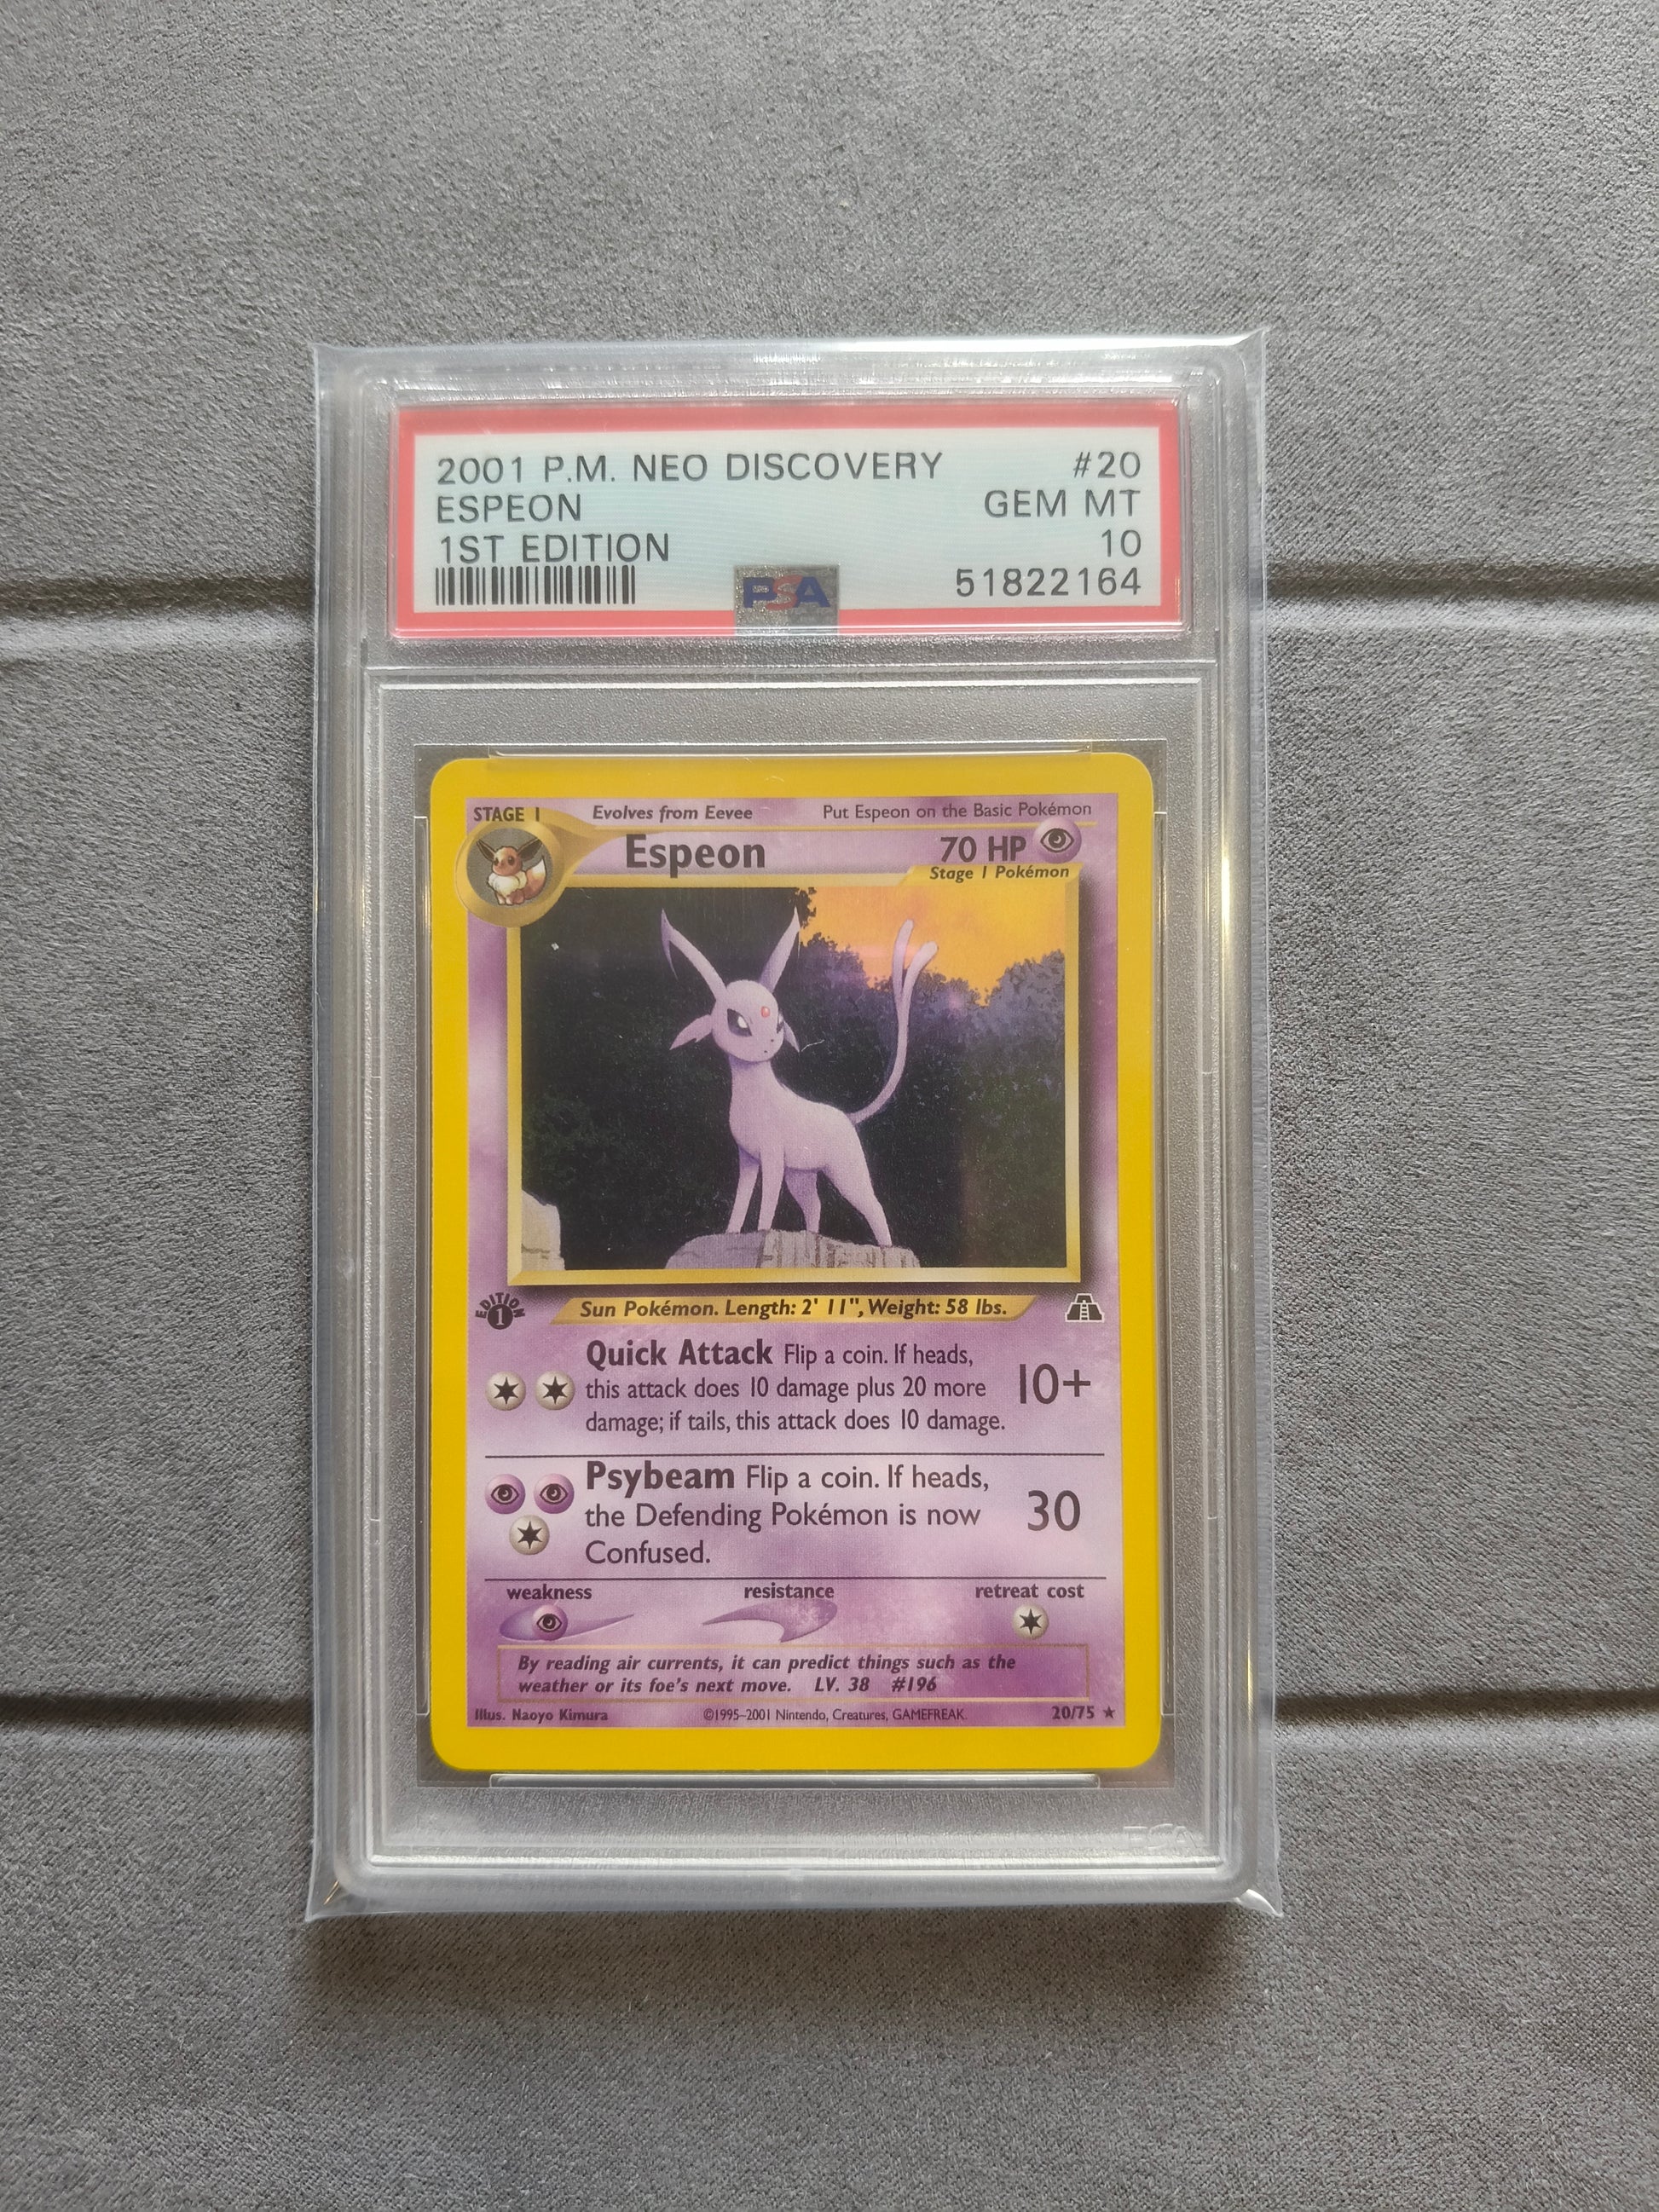 2001 P.M. NEO DISCOVERY #20
ESPEON GEM MT
1ST EDITION 10
PSA 51822164
STAGE 1 Evolves from Eevee Put Espeon on the Basic Pokémon
Espeon 70 HP
Stage 1 Pokémon
EDITION 1
Sun Pokémon. Length: 2' 11", Weight: 58 lbs.
Quick Attack Flip a coin. If heads,
this attack does 10 damage plus 20 more 10+
damage; if tails, this attack does 10 damage.
Psybeam Flip a coin. If heads,
the Defending Pokémon is now 30
Confused.
weakness resistance retreat cost
By reading air currents, it can predict things such as the
weather or its foe's next move. LV. 38 #196
Illus. Naoyo Kimura ©1995–2001 Nintendo, Creatures, GAMEFREAK. 20/75 ★
PSA